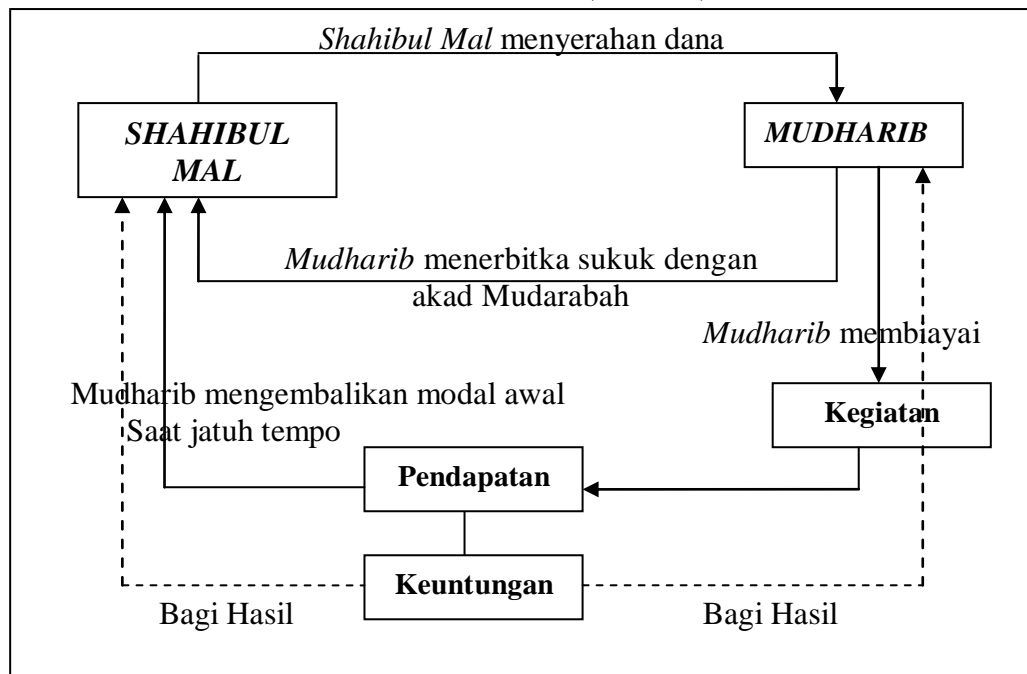 Shahibul Mal menyerahan dana
SHAHIBUL
MAL
MUDHARIB
Mudharib menerbitka sukuk dengan
akad Mudarabah
Mudharib membiayai
Mudharib mengembalikan modal awal
Saat jatuh tempo
Kegiatan
Pendapatan
Keuntungan
Bagi Hasil
Bagi Hasil